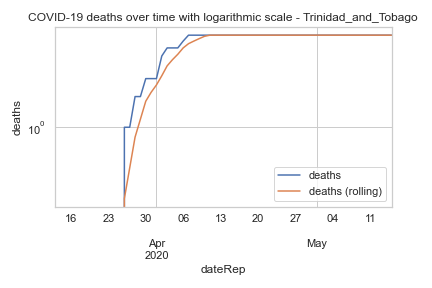 COVID-19 deaths over time with logarithmic scale - Trinidad_and_Tobago
deaths
10⁰
deaths
deaths (rolling)
16 23 30 06 13 20 27 04 11
Apr May
2020
dateRep